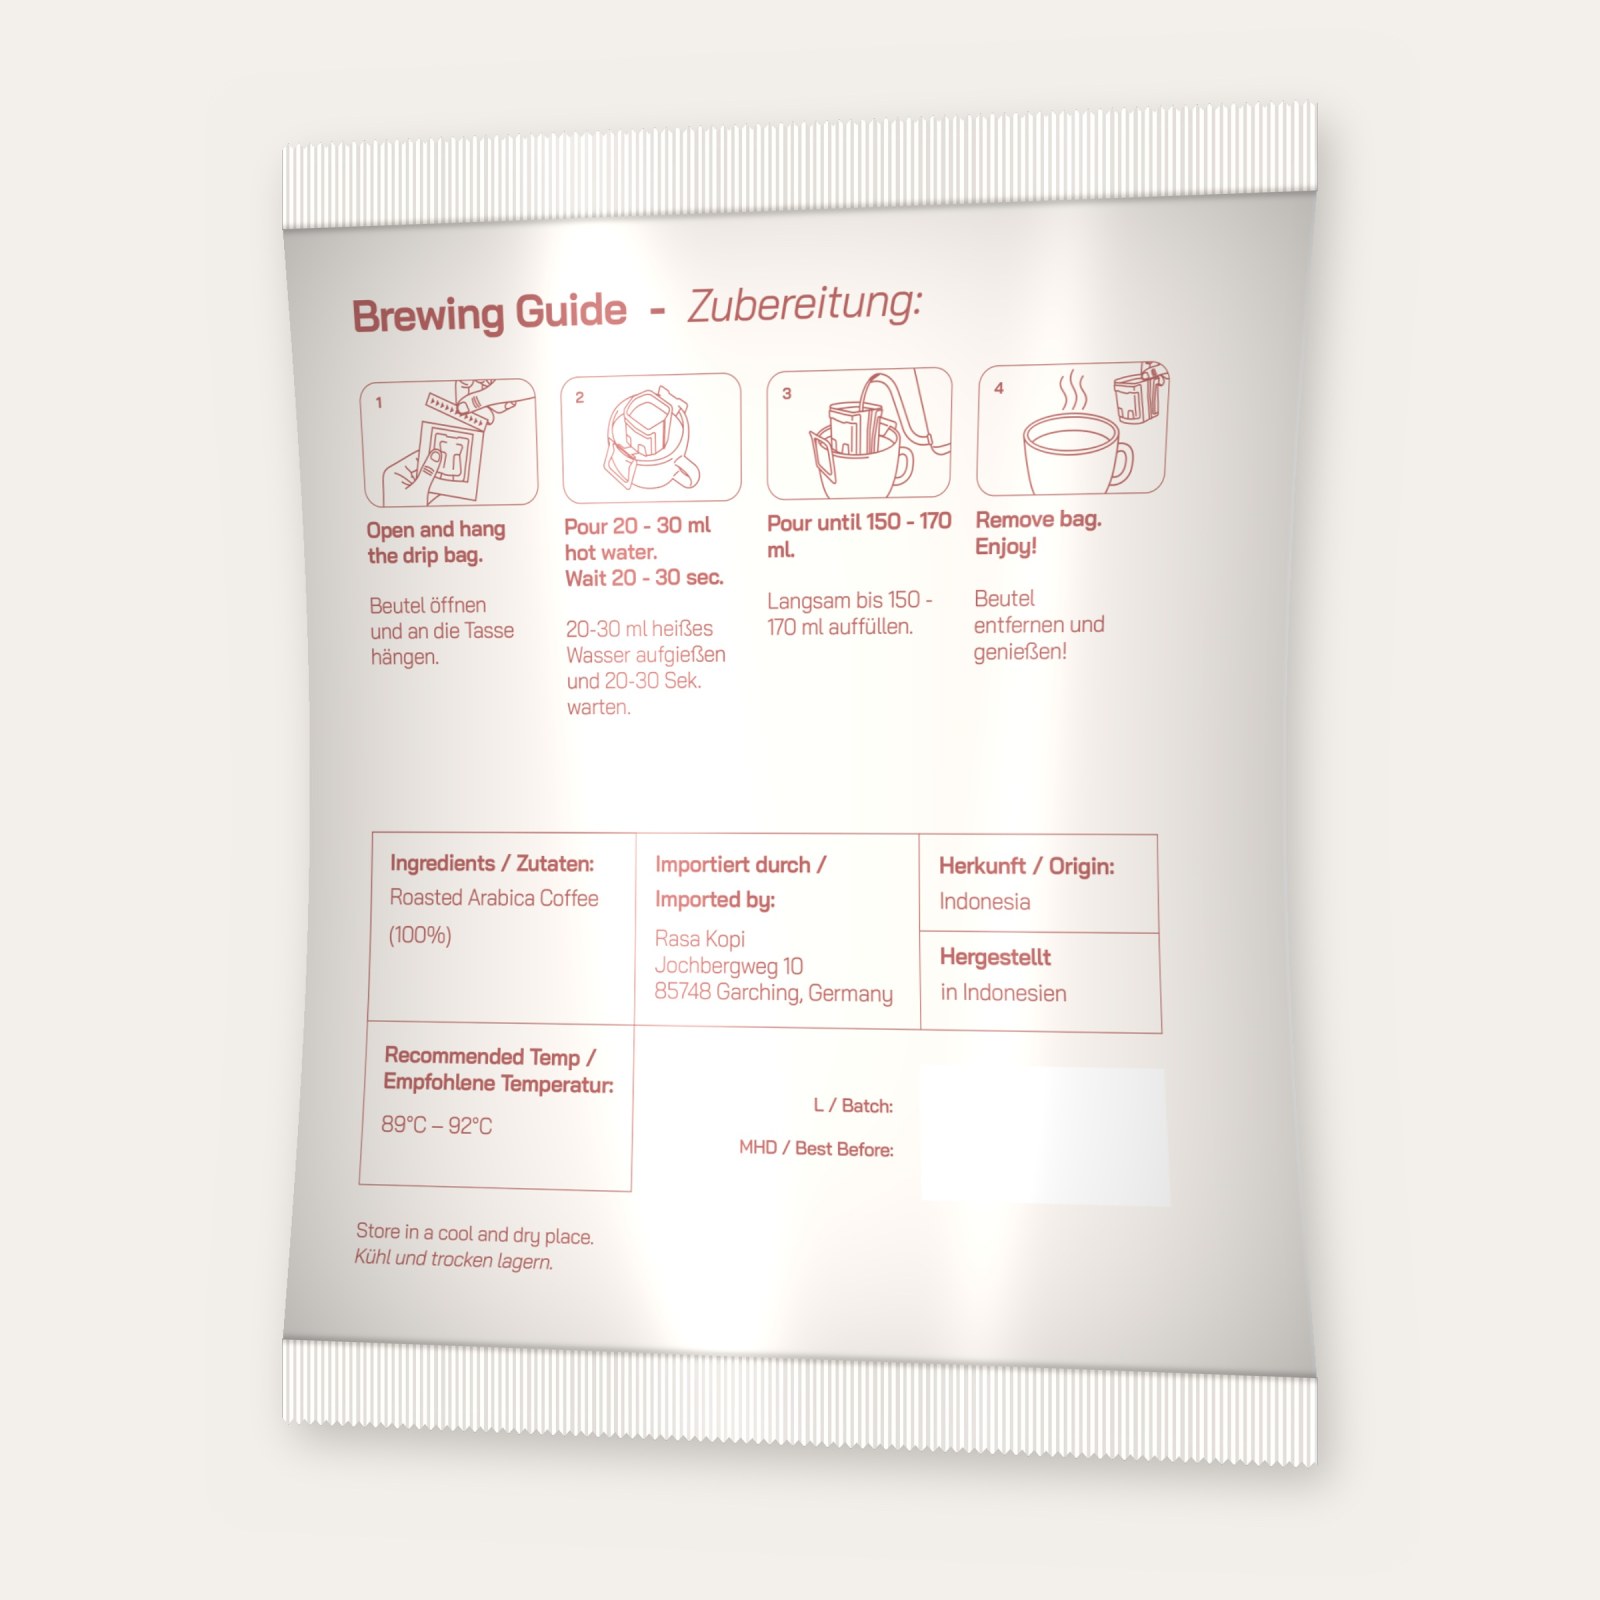 Brewing Guide - Zubereitung:
1
Open and hang
the drip bag.
Beutel öffnen
und an die Tasse
hängen.
2
Pour 20 - 30 ml
hot water.
Wait 20 - 30 sec.
20-30 ml heißes
Wasser aufgießen
und 20-30 Sek.
warten.
3
Pour until 150 - 170
ml.
Langsam bis 150 -
170 ml auffüllen.
4
Remove bag.
Enjoy!
Beutel
entfernen und
genießen!
Ingredients / Zutaten:
Roasted Arabica Coffee
(100%)
Importiert durch /
Imported by:
Rasa Kopi
Jochbergweg 10
85748 Garching, Germany
Herkunft / Origin:
Indonesia
Hergestellt
in Indonesien
Recommended Temp /
Empfohlene Temperatur:
89°C – 92°C
L / Batch:
MHD / Best Before:
Store in a cool and dry place.
Kühl und trocken lagern.